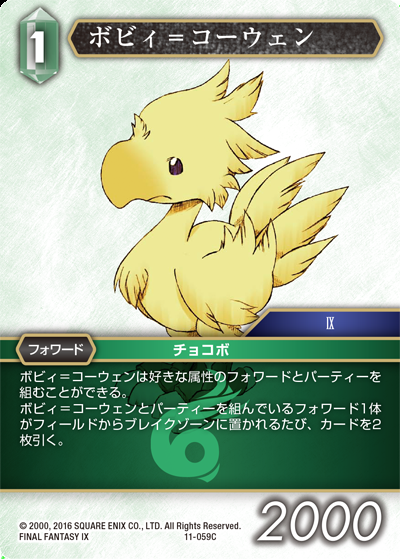 1
ボビィ=コーウェン
IX
フォワード
チョコボ
ボビィ=コーウェンは好きな属性のフォワードとパーティーを
組むことができる。
ボビィ=コーウェンとパーティーを組んでいるフォワード1体
がフィールドからブレイクゾーンに置かれるたび、カードを2
枚引く。
© 2000, 2016 SQUARE ENIX CO., LTD. All Rights Reserved.
FINAL FANTASY IX
11-059C
2000